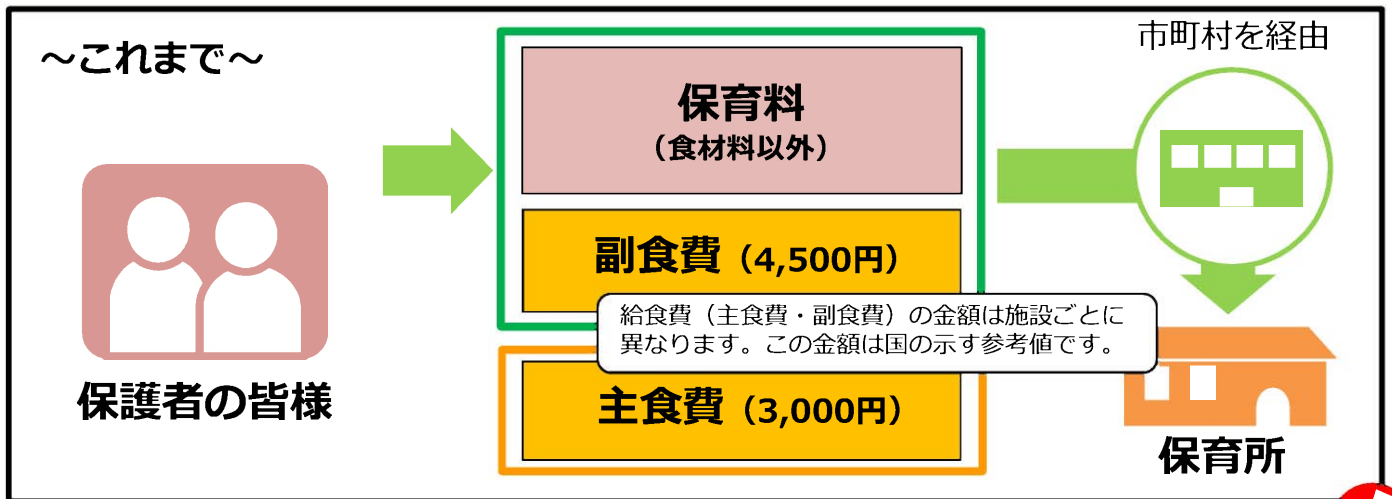 ～これまで～
市町村を経由
保育料
（食材料以外）
副食費（4,500円）
給食費（主食費・副食費）の金額は施設ごとに
異なります。この金額は国の示す参考値です。
主食費（3,000円）
保護者の皆様
保育所